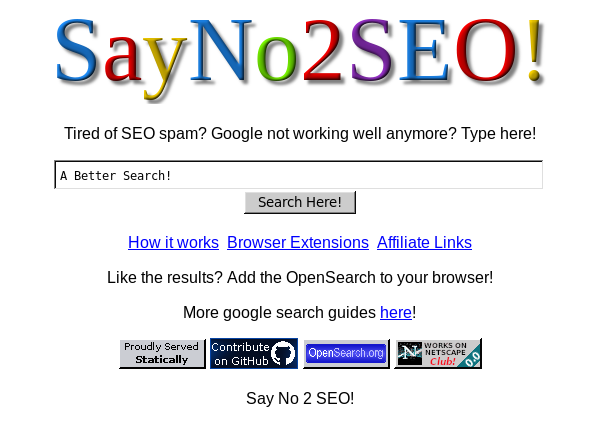 SayNo2SEO!
Tired of SEO spam? Google not working well anymore? Type here!
A Better Search!
Search Here!
How it works Browser Extensions Affiliate Links
Like the results? Add the OpenSearch to your browser!
More google search guides here!
Proudly Served
Statically
Contribute
on GitHub
OpenSearch.org
N
WORKS ON
NETSCAPE
Club!
0.0
Say No 2 SEO!